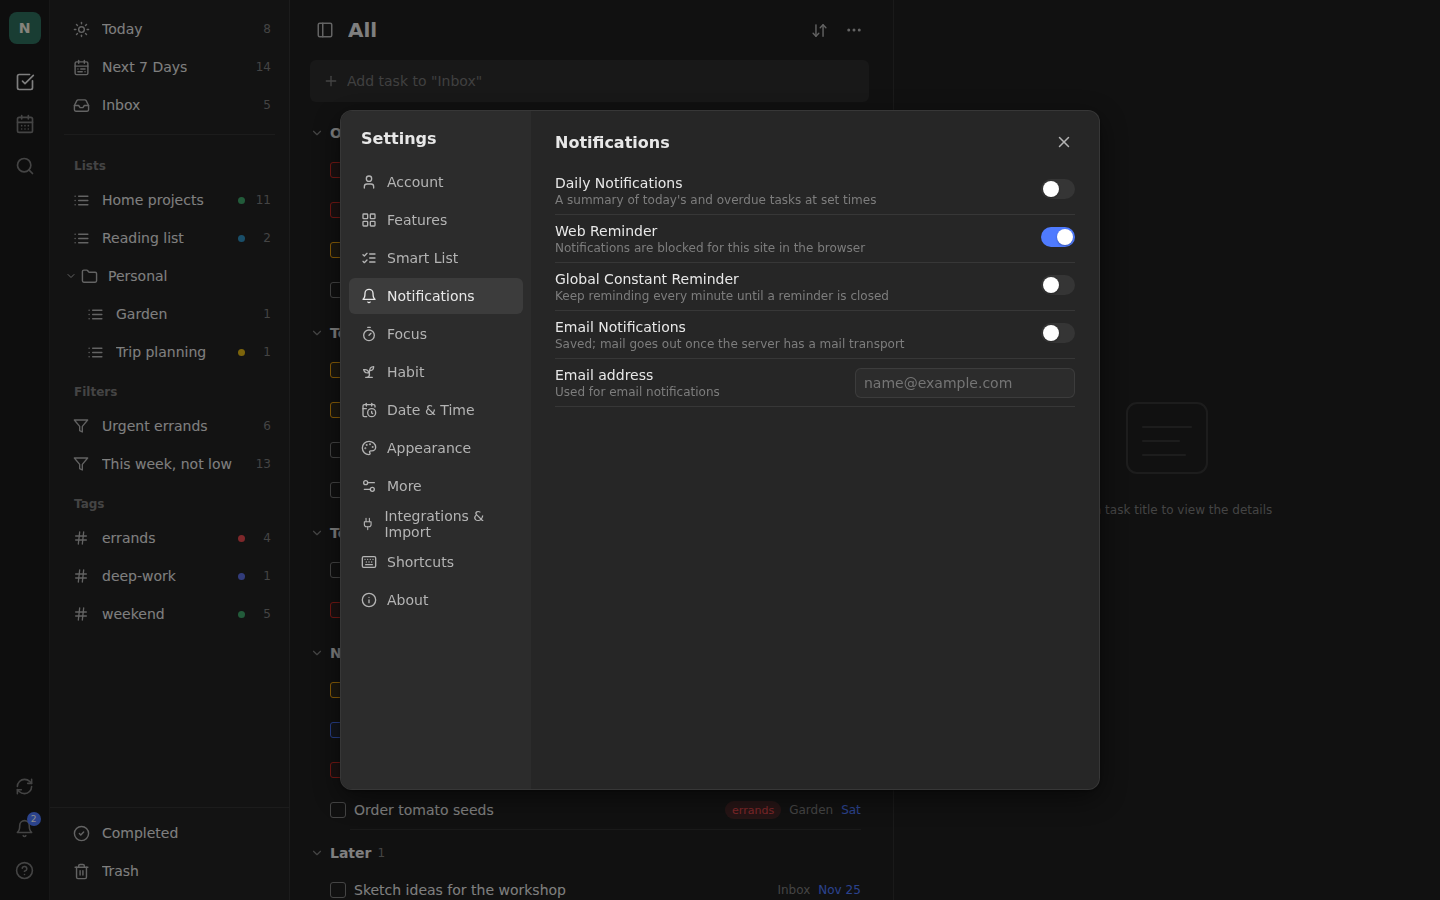 N
Today 8
Next 7 Days 14
Inbox 5
Lists
Home projects 11
Reading list 2
Personal
Garden 1
Trip planning 1
Filters
Urgent errands 6
This week, not low 13
Tags
errands 4
deep-work 1
weekend 5
2
Completed
Trash
All
Add task to "Inbox"
Settings
Account
Features
Smart List
Notifications
Focus
Habit
Date & Time
Appearance
More
Integrations &
Import
Shortcuts
About
Notifications
Daily Notifications
A summary of today's and overdue tasks at set times
Web Reminder
Notifications are blocked for this site in the browser
Global Constant Reminder
Keep reminding every minute until a reminder is closed
Email Notifications
Saved; mail goes out once the server has a mail transport
Email address
Used for email notifications
name@example.com
Order tomato seeds errands Garden Sat
Later 1
Sketch ideas for the workshop Inbox Nov 25
task title to view the details